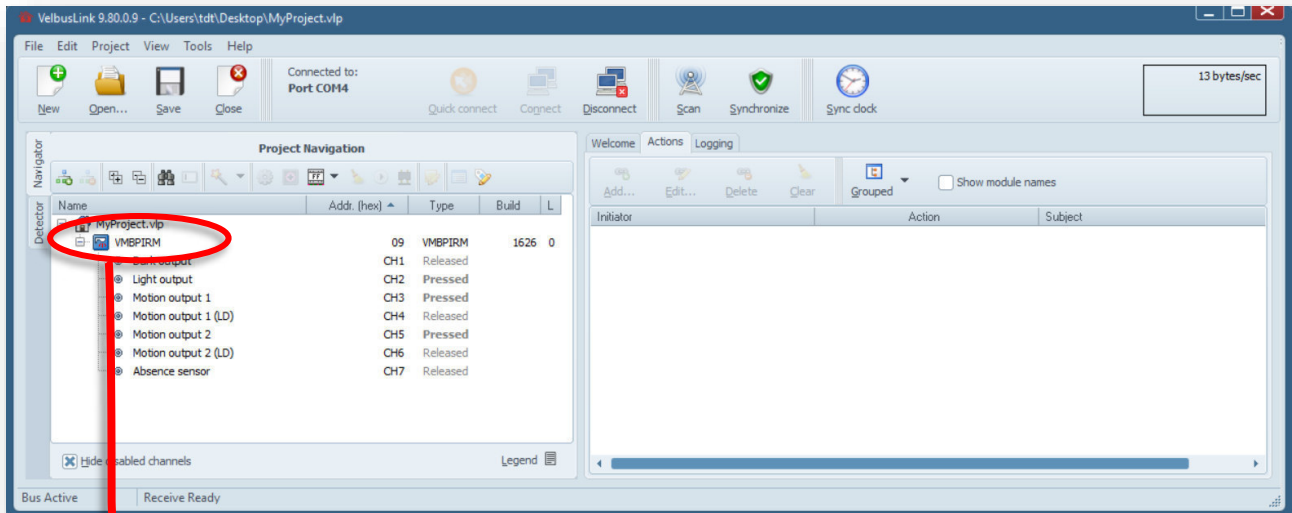 VelbusLink 9.80.0.9 - C:\Users\tdt\Desktop\MyProject.vlp
File Edit Project View Tools Help
Connected to:
Port COM4
13 bytes/sec
New Open... Save Close Quick connect Connect Disconnect Scan Synchronize Sync clock
Navigator
Detector
Project Navigation
Welcome Actions Logging
Add... Edit... Delete Clear Grouped Show module names
Name Addr. (hex) Type Build L
Initiator Action Subject
MyProject.vlp
VMBPIRM 09 VMBPIRM 1626 0
Dark output CH1 Released
Light output CH2 Pressed
Motion output 1 CH3 Pressed
Motion output 1 (LD) CH4 Released
Motion output 2 CH5 Pressed
Motion output 2 (LD) CH6 Released
Absence sensor CH7 Released
Hide disabled channels Legend
Bus Active Receive Ready